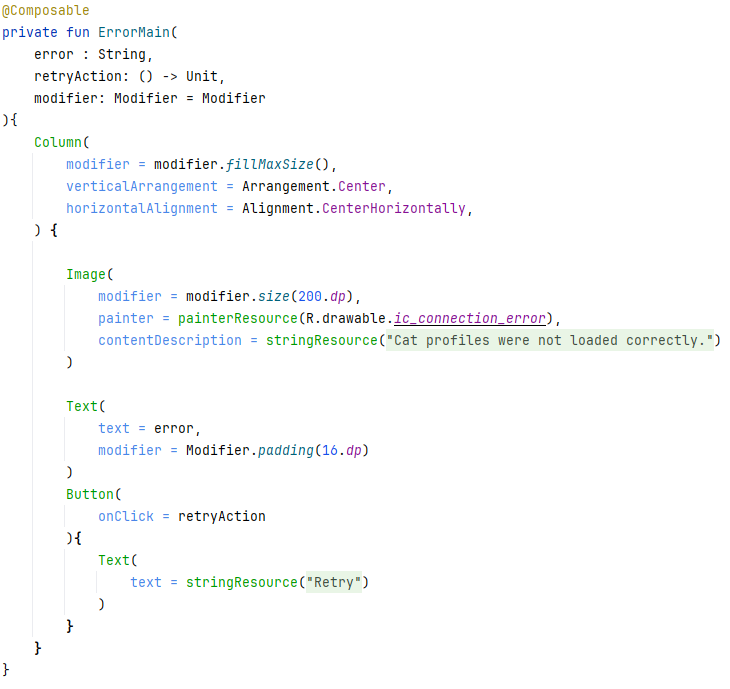 @Composable
private fun ErrorMain(
    error : String,
    retryAction: () -> Unit,
    modifier: Modifier = Modifier
){
    Column(
        modifier = modifier.fillMaxSize(),
        verticalArrangement = Arrangement.Center,
        horizontalAlignment = Alignment.CenterHorizontally,
    ) {

        Image(
            modifier = modifier.size(200.dp),
            painter = painterResource(R.drawable.ic_connection_error),
            contentDescription = stringResource("Cat profiles were not loaded correctly.")
        )

        Text(
            text = error,
            modifier = Modifier.padding(16.dp)
        )
        Button(
            onClick = retryAction
        ){
            Text(
                text = stringResource("Retry")
            )
        }
    }
}